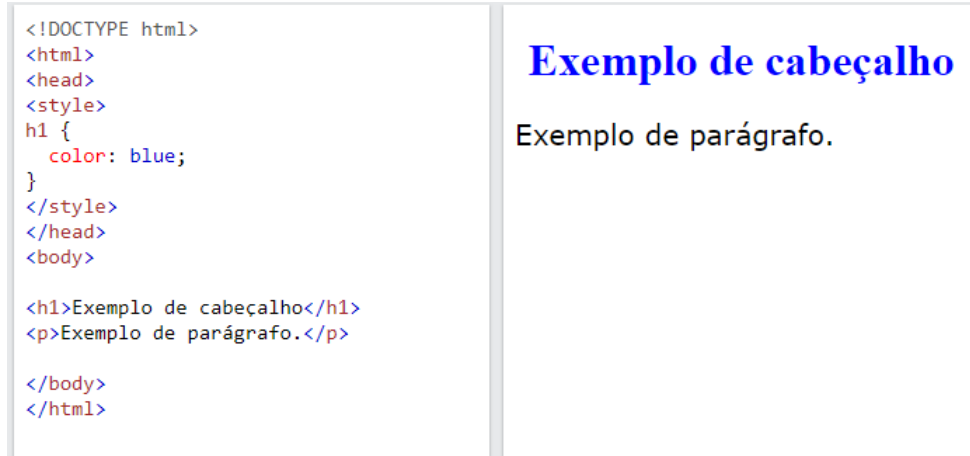 <!DOCTYPE html>
<html>
<head>
<style>
h1 {
  color: blue;
}
</style>
</head>
<body>
<h1>Exemplo de cabeçalho</h1>
<p>Exemplo de parágrafo.</p>
</body>
</html>
Exemplo de cabeçalho
Exemplo de parágrafo.